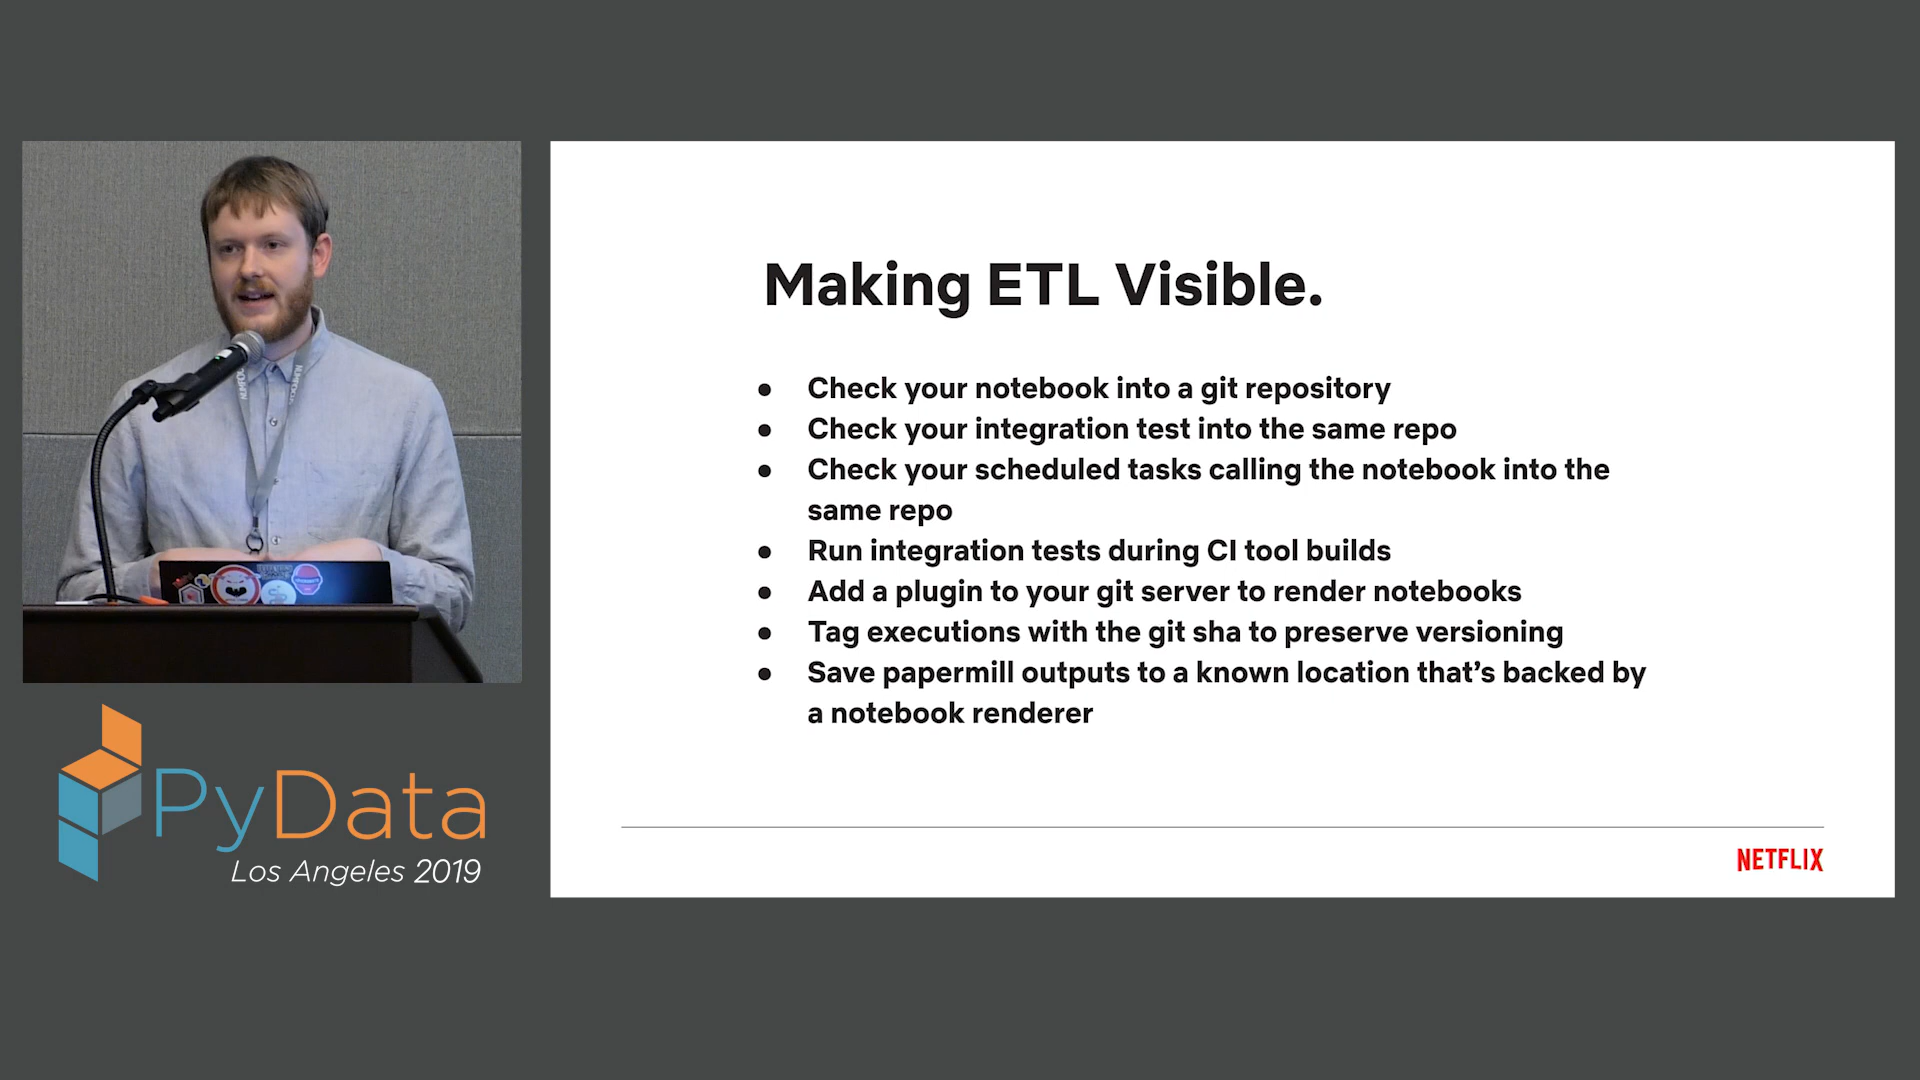 Making ETL Visible.
● Check your notebook into a git repository
● Check your integration test into the same repo
● Check your scheduled tasks calling the notebook into the
same repo
● Run integration tests during CI tool builds
● Add a plugin to your git server to render notebooks
● Tag executions with the git sha to preserve versioning
● Save papermill outputs to a known location that’s backed by
a notebook renderer
NETFLIX
PyData
Los Angeles 2019